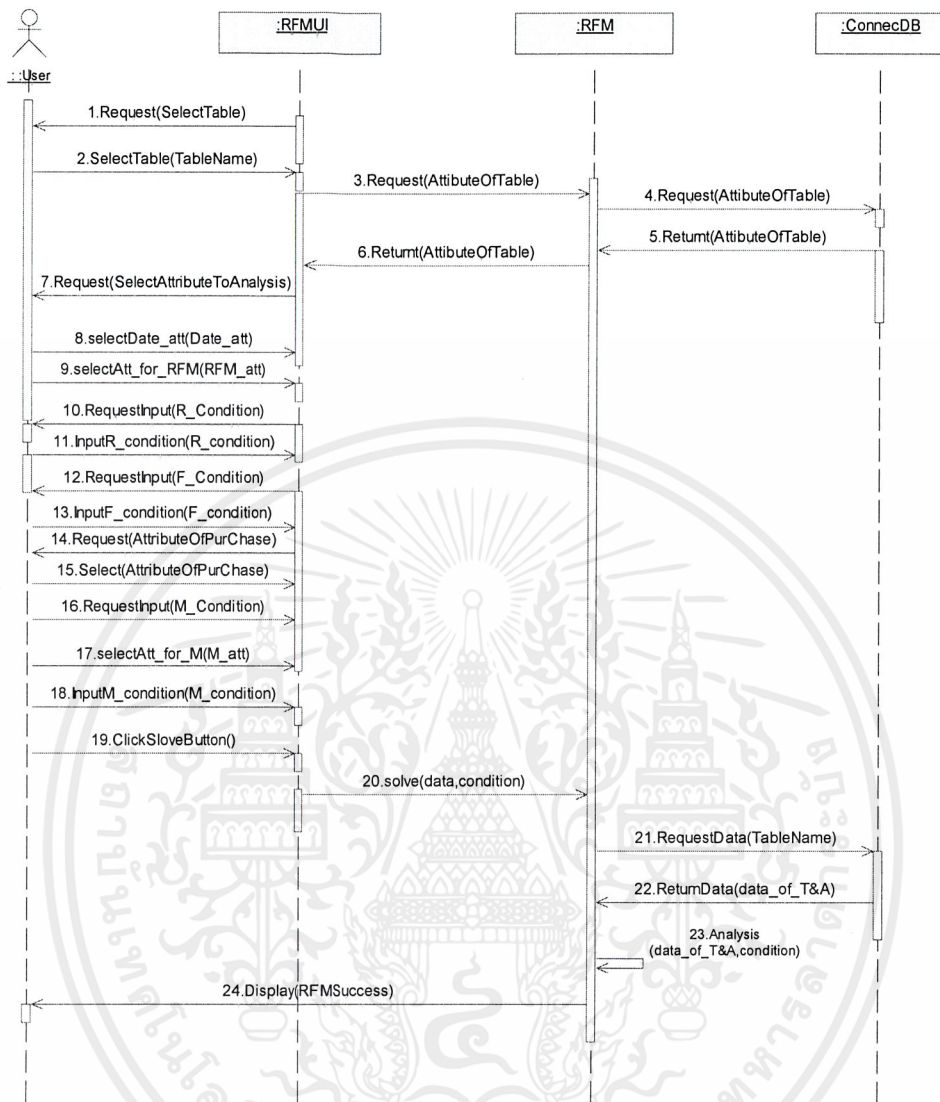 :RFMUI
:RFM
:ConnecDB
: :User
1.Request(SelectTable)
2.SelectTable(TableName)
3.Request(AttibuteOfTable)
4.Request(AttibuteOfTable)
5.Returnt(AttibuteOfTable)
6.Returnt(AttibuteOfTable)
7.Request(SelectAttributeToAnalysis)
8.selectDate_att(Date_att)
9.selectAtt_for_RFM(RFM_att)
10.RequestInput(R_Condition)
11.InputR_condition(R_condition)
12.RequestInput(F_Condition)
13.InputF_condition(F_condition)
14.Request(AttributeOfPurChase)
15.Select(AttributeOfPurChase)
16.RequestInput(M_Condition)
17.selectAtt_for_M(M_att)
18.InputM_condition(M_condition)
19.ClickSloveButton()
20.solve(data,condition)
21.RequestData(TableName)
22.ReturnData(data_of_T&A)
23.Analysis
(data_of_T&A,condition)
24.Display(RFMSuccess)